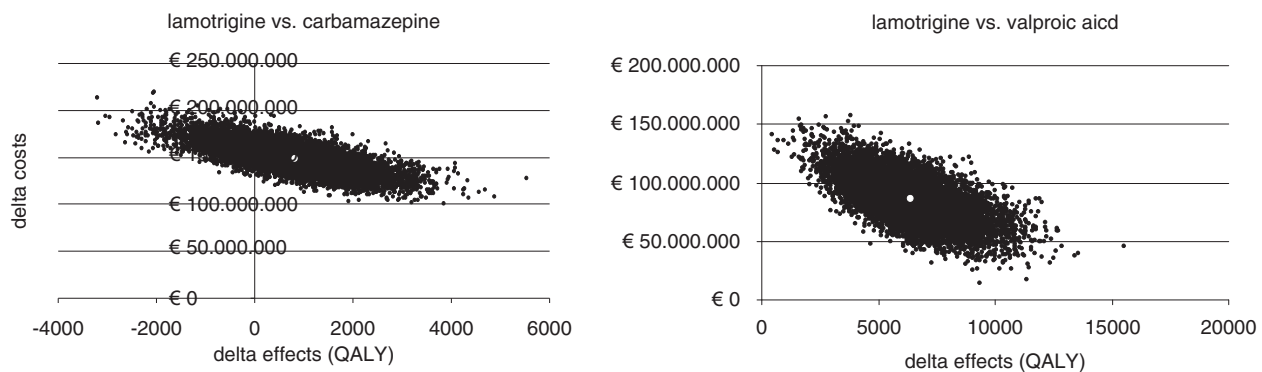 lamotrigine vs. carbamazepine
€ 250.000.000
€ 200.000.000
€ 1
€ 100.000.000
€ 50.000.000
€ 0
delta costs
-4000 -2000 0 2000 4000 6000
delta effects (QALY)
lamotrigine vs. valproic aicd
€ 200.000.000
€ 150.000.000
€ 100.000.000
€ 50.000.000
€ 0
0 5000 10000 15000 20000
delta effects (QALY)